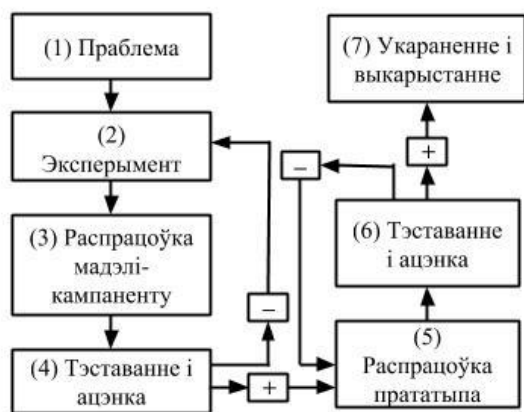 (1) Праблема
(2)
Эксперымент
(3) Распрацоўка
мадэлі-
кампаненту
(4) Тэставанне і
ацэнка
–
+
(5)
Распрацоўка
прататыпа
(6) Тэставанне
і ацэнка
–
+
(7) Укараненне і
выкарыстанне